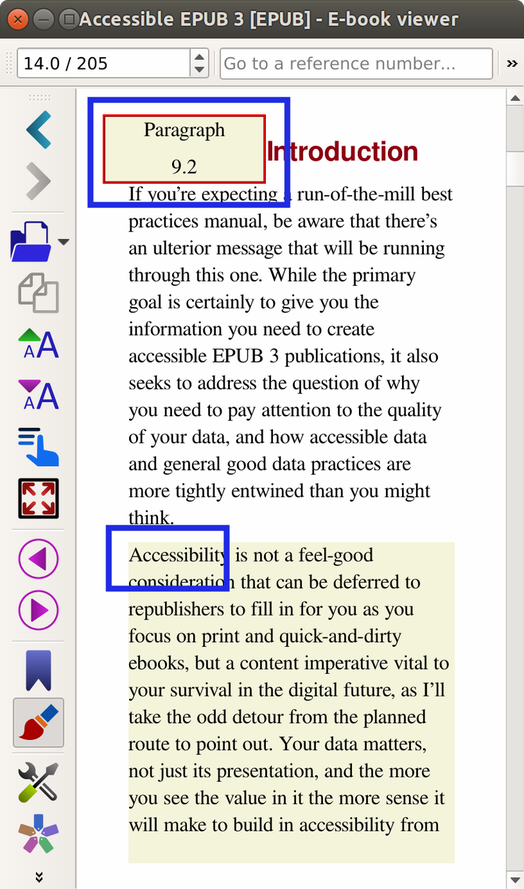 Accessible EPUB 3 [EPUB] - E-book viewer
14.0 / 205
Go to a reference number...
»
Paragraph
9.2
Introduction
If you're expecting a run-of-the-mill best
practices manual, be aware that there's
an ulterior message that will be running
through this one. While the primary
goal is certainly to give you the
information you need to create
accessible EPUB 3 publications, it also
seeks to address the question of why
you need to pay attention to the quality
of your data, and how accessible data
and general good data practices are
more tightly entwined than you might
think.
Accessibility is not a feel-good
consideration that can be deferred to
republishers to fill in for you as you
focus on print and quick-and-dirty
ebooks, but a content imperative vital to
your survival in the digital future, as I'll
take the odd detour from the planned
route to point out. Your data matters,
not just its presentation, and the more
you see the value in it the more sense it
will make to build in accessibility from
AA
AA